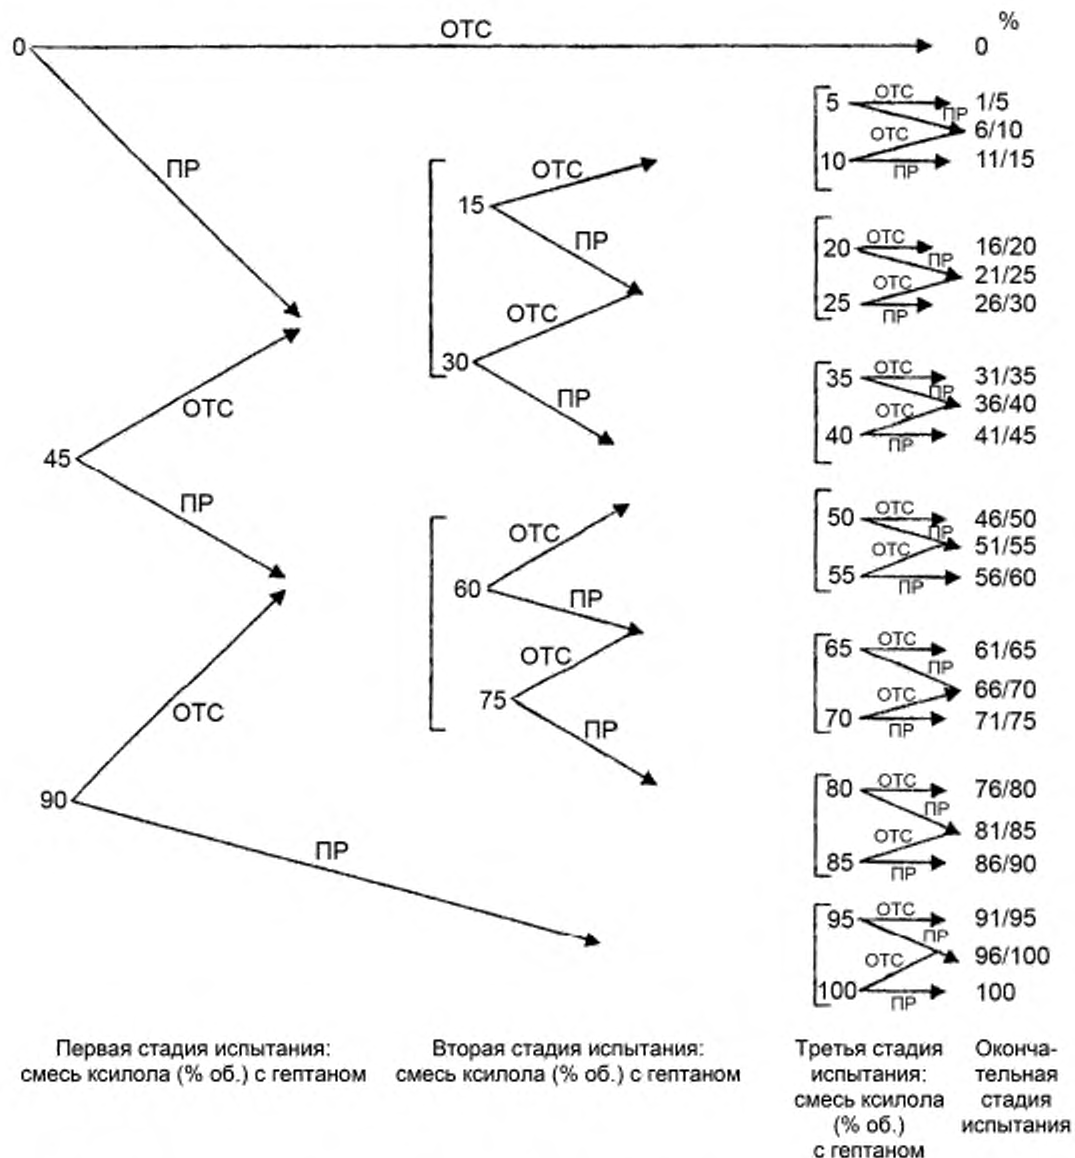 %
0 ОТС 0
ПР
5 ОТС 1/5
ПР
6/10
10 ОТС
ПР 11/15
15 ОТС
ПР
20 ОТС 16/20
ПР
21/25
25 ОТС
ПР 26/30
30 ОТС
ПР
35 ОТС 31/35
ПР
36/40
40 ОТС
ПР 41/45
45 ОТС
ПР
50 ОТС 46/50
ПР
51/55
55 ОТС
ПР 56/60
60 ОТС
ПР
65 ОТС 61/65
ПР
66/70
70 ОТС
ПР 71/75
75 ОТС
ПР
80 ОТС 76/80
ПР
81/85
85 ОТС
ПР 86/90
90 ОТС
ПР
95 ОТС 91/95
ПР
96/100
100 ОТС
ПР 100
Первая стадия испытания:
смесь ксилола (% об.) с гептаном
Вторая стадия испытания:
смесь ксилола (% об.) с гептаном
Третья стадия
испытания:
смесь ксилола
(% об.)
с гептаном
Оконча-
тельная
стадия
испытания